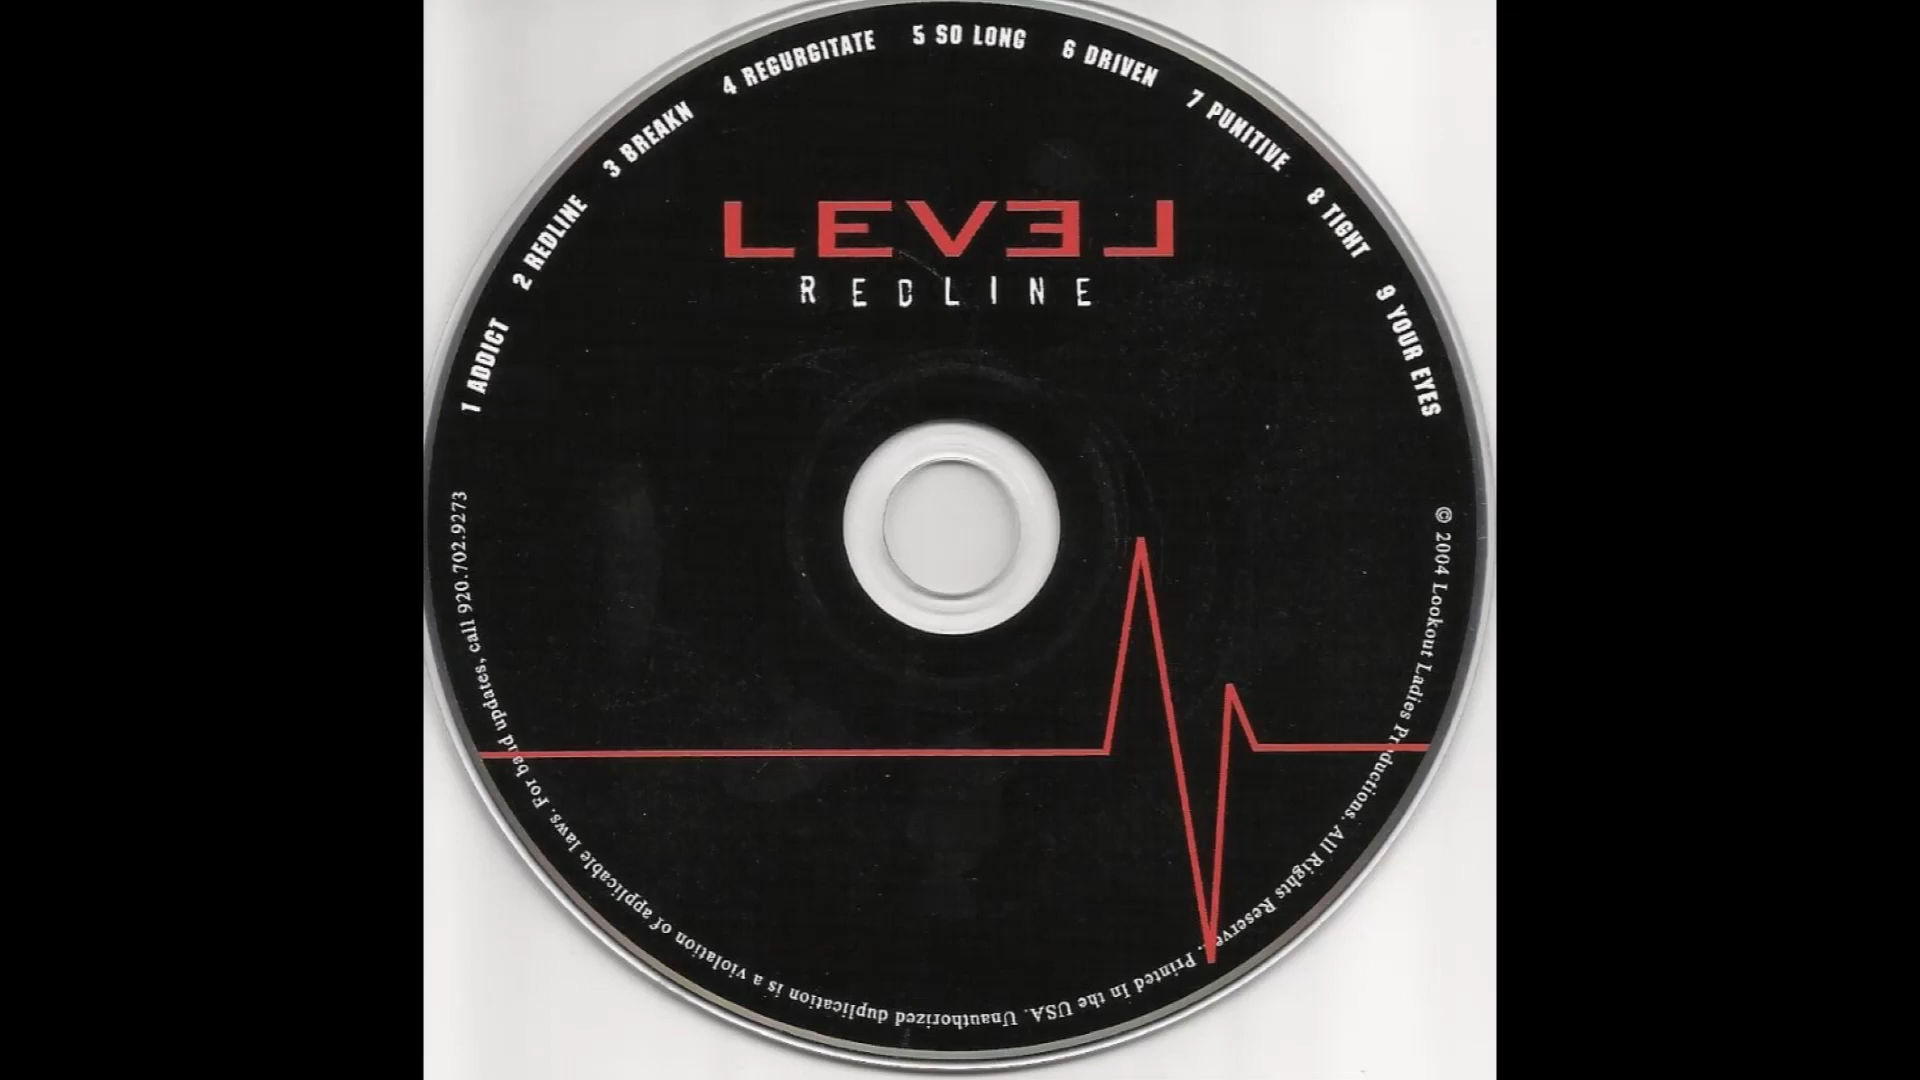 LEVEL
REDLINE
1 ADDICT 2 REDLINE 3 BREAKN 4 REGURGITATE 5 SO LONG 6 DRIVEN 7 PUNITIVE 8 TIGHT 9 YOUR EYES
© 2004 Lookout Ladies Productions. All Rights Reserved. Printed In the USA. Unauthorized duplication is a violation of applicable laws. For band updates, call 920.702.9273